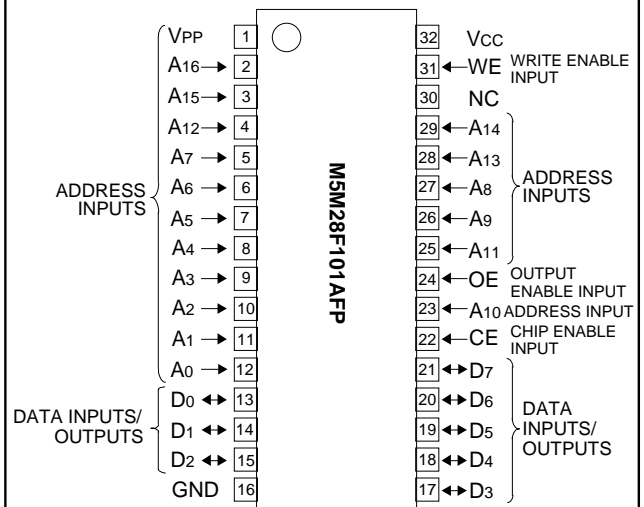 VPP 1 32 VCC
A16 2 31 WE WRITE ENABLE INPUT
A15 3 30 NC
A12 4 29 A14
A7 5 28 A13
A6 6 27 A8
A5 7 26 A9
A4 8 25 A11
A3 9 24 OE OUTPUT ENABLE INPUT
A2 10 23 A10 ADDRESS INPUT
A1 11 22 CE CHIP ENABLE INPUT
A0 12 21 D7
D0 13 20 D6
D1 14 19 D5
D2 15 18 D4
GND 16 17 D3
ADDRESS
INPUTS
DATA INPUTS/
OUTPUTS
M5M28F101AFP
ADDRESS
INPUTS
DATA
INPUTS/
OUTPUTS